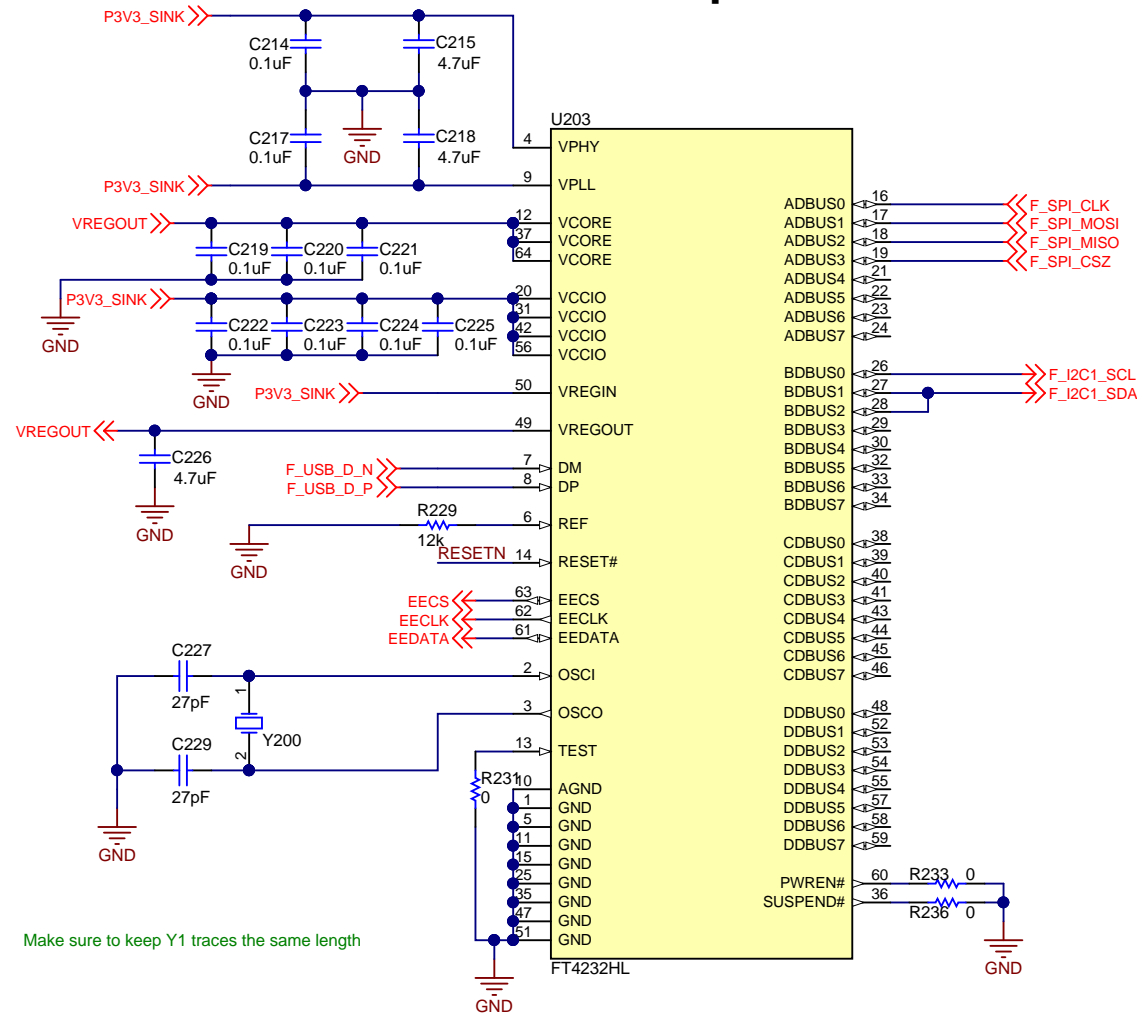 P3V3_SINK
C214
0.1uF
C215
4.7uF
GND
C217
0.1uF
C218
4.7uF
P3V3_SINK
VREGOUT
C219
0.1uF
C220
0.1uF
C221
0.1uF
GND
P3V3_SINK
C222
0.1uF
C223
0.1uF
C224
0.1uF
C225
0.1uF
GND
P3V3_SINK
VREGOUT
C226
4.7uF
GND
F_USB_D_N
F_USB_D_P
R229
12k
GND
RESETN
EECS
EECLK
EEDATA
C227
27pF
1
Y200
2
C229
27pF
GND
R231
0
GND
Make sure to keep Y1 traces the same length
U203
4 VPHY
9 VPLL
12 VCORE
37 VCORE
64 VCORE
20 VCCIO
31 VCCIO
42 VCCIO
56 VCCIO
50 VREGIN
49 VREGOUT
7 DM
8 DP
6 REF
14 RESET#
63 EECS
62 EECLK
61 EEDATA
2 OSCI
3 OSCO
13 TEST
10 AGND
1 GND
5 GND
11 GND
15 GND
25 GND
35 GND
47 GND
51 GND
FT4232HL
ADBUS0 16 F_SPI_CLK
ADBUS1 17 F_SPI_MOSI
ADBUS2 18 F_SPI_MISO
ADBUS3 19 F_SPI_CSZ
ADBUS4 21
ADBUS5 22
ADBUS6 23
ADBUS7 24
BDBUS0 26 F_I2C1_SCL
BDBUS1 27 F_I2C1_SDA
BDBUS2 28
BDBUS3 29
BDBUS4 30
BDBUS5 32
BDBUS6 33
BDBUS7 34
CDBUS0 38
CDBUS1 39
CDBUS2 40
CDBUS3 41
CDBUS4 43
CDBUS5 44
CDBUS6 45
CDBUS7 46
DDBUS0 48
DDBUS1 52
DDBUS2 53
DDBUS3 54
DDBUS4 55
DDBUS5 57
DDBUS6 58
DDBUS7 59
PWREN# 60 R233 0
SUSPEND# 36 R236 0
GND